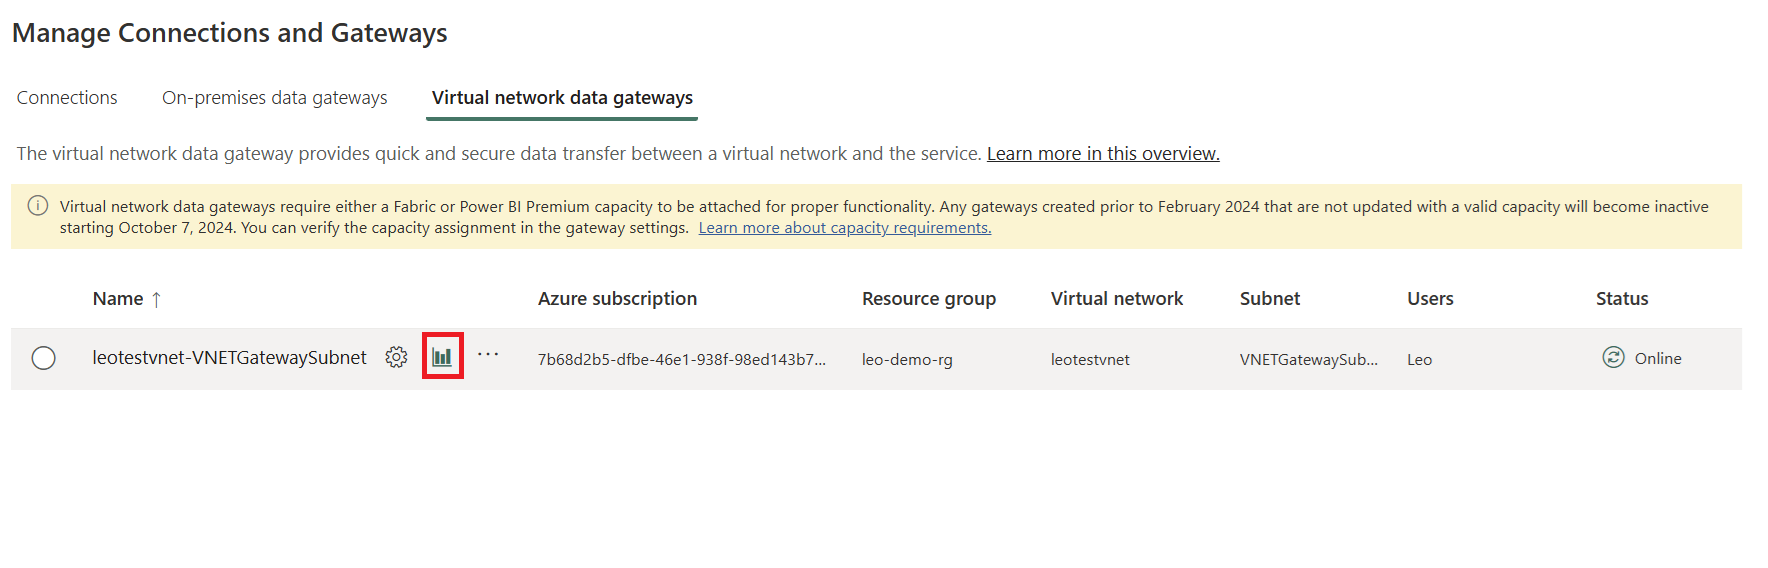 Manage Connections and Gateways
Connections On-premises data gateways Virtual network data gateways
The virtual network data gateway provides quick and secure data transfer between a virtual network and the service. Learn more in this overview.
Virtual network data gateways require either a Fabric or Power BI Premium capacity to be attached for proper functionality. Any gateways created prior to February 2024 that are not updated with a valid capacity will become inactive
starting October 7, 2024. You can verify the capacity assignment in the gateway settings. Learn more about capacity requirements.
Name ↑ Azure subscription Resource group Virtual network Subnet Users Status
leotestvnet-VNETGatewaySubnet ... 7b68d2b5-dfbe-46e1-938f-98ed143b7... leo-demo-rg leotestvnet VNETGatewaySub... Leo Online